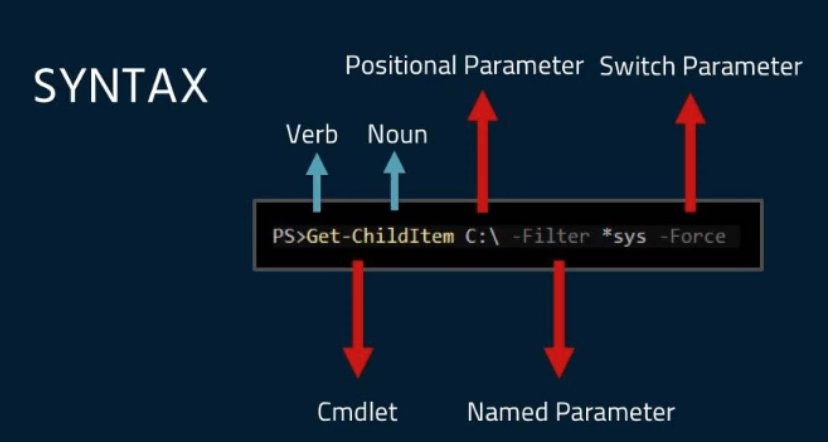 SYNTAX
Positional Parameter Switch Parameter
Verb Noun
PS>Get-ChildItem C:\ -Filter *sys -Force
Cmdlet Named Parameter